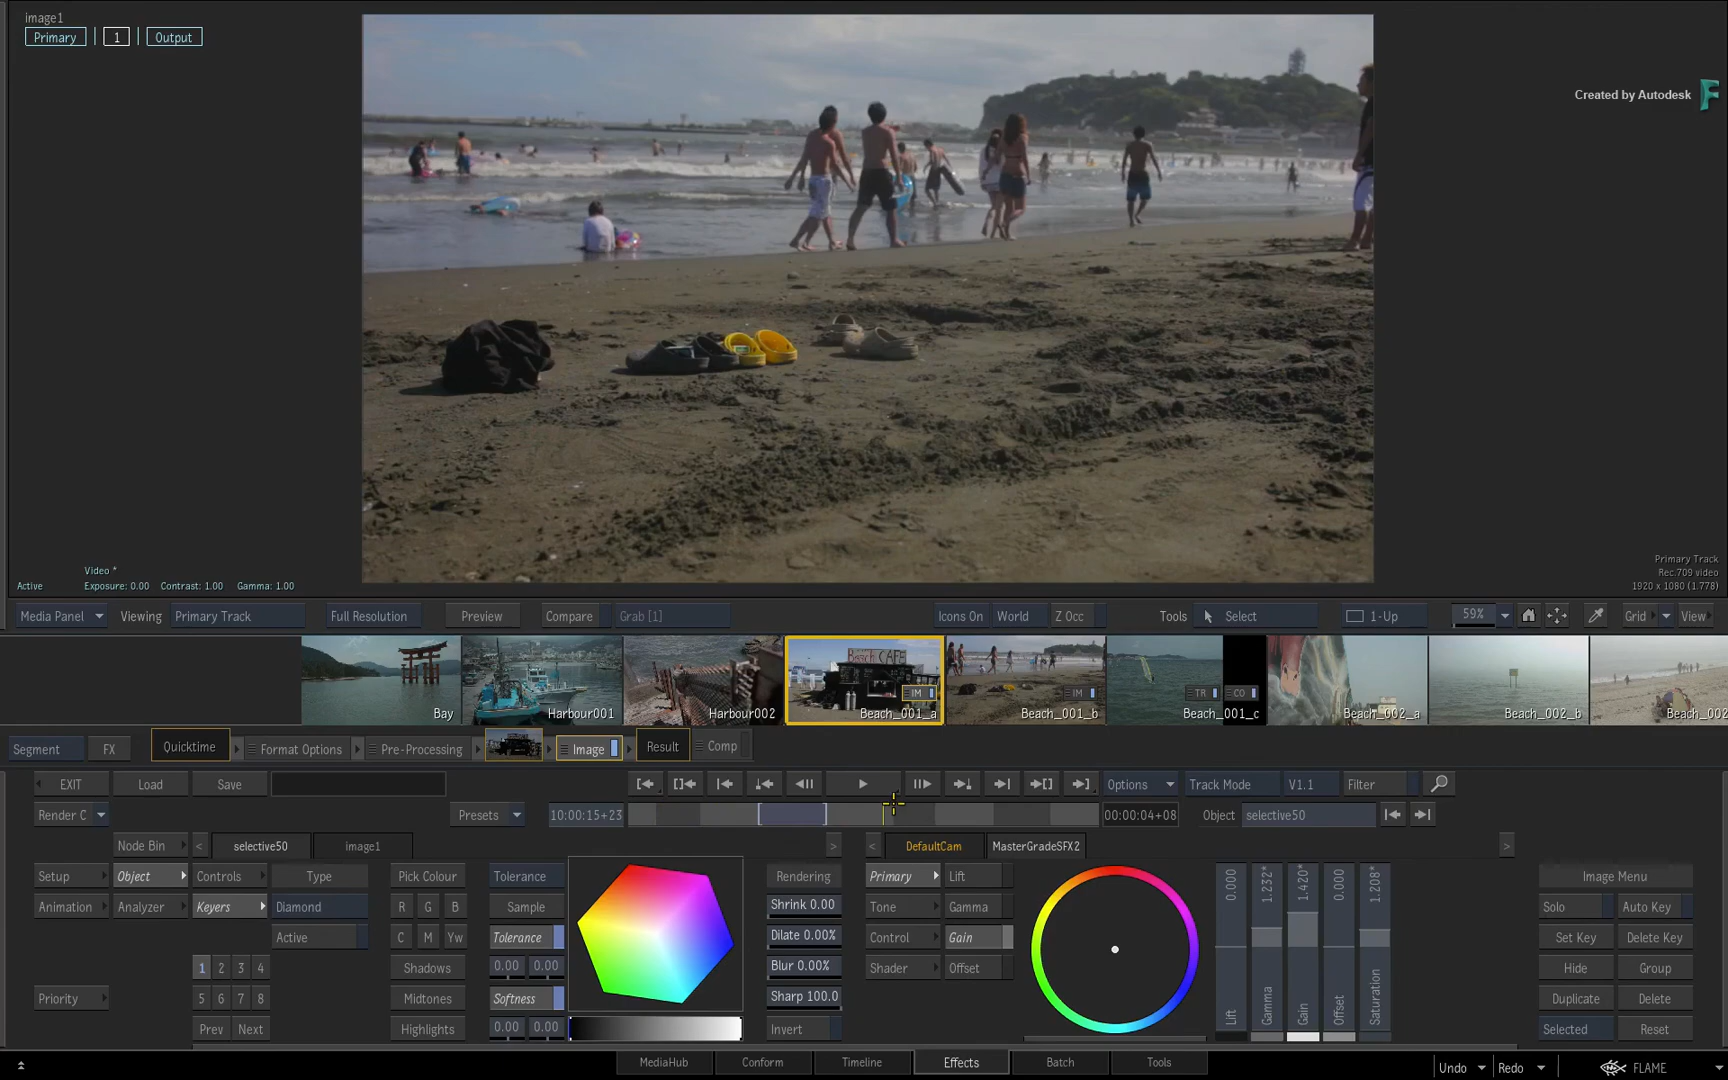 image1
Primary 1 Output
Created by Autodesk
Video *
Active Exposure: 0.00 Contrast: 1.00 Gamma: 1.00
Primary Track
Rec.709 video
1920 x 1080 (1.778)
Media Panel Viewing Primary Track Full Resolution Preview Compare Grab [1] Icons On World Z Occ Tools Select 1-Up 59% Grid View
Beach CAFE
IM IM TR CO
Bay Harbour001 Harbour002 Beach_001_a Beach_001_b Beach_001_c Beach_002_a Beach_002_b Beach_002
Segment FX Quicktime Format Options Pre-Processing Image Result Comp
EXIT Load Save Options Track Mode V1.1 Filter
Render C Presets 10:00:15+23 00:00:04+08 Object selective50
Node Bin < selective50 image1 > < DefaultCam MasterGradeSFX2 >
Setup Object Controls Type Pick Colour Tolerance Rendering Primary Lift Image Menu
Animation Analyzer Keyers Diamond R G B Sample Shrink 0.00 Tone Gamma Solo Auto Key
Active C M Yw Tolerance Dilate 0.00% Control Gain Set Key Delete Key
1 2 3 4 Shadows 0.00 0.00 Blur 0.00% Shader Offset Hide Group
Priority 5 6 7 8 Midtones Softness Sharp 100.0 Duplicate Delete
Prev Next Highlights 0.00 0.00 Invert Selected Reset
0.000 1.232* 1.420* 0.000 1.208*
Lift Gamma Gain Offset Saturation
MediaHub Conform Timeline Effects Batch Tools Undo Redo FLAME